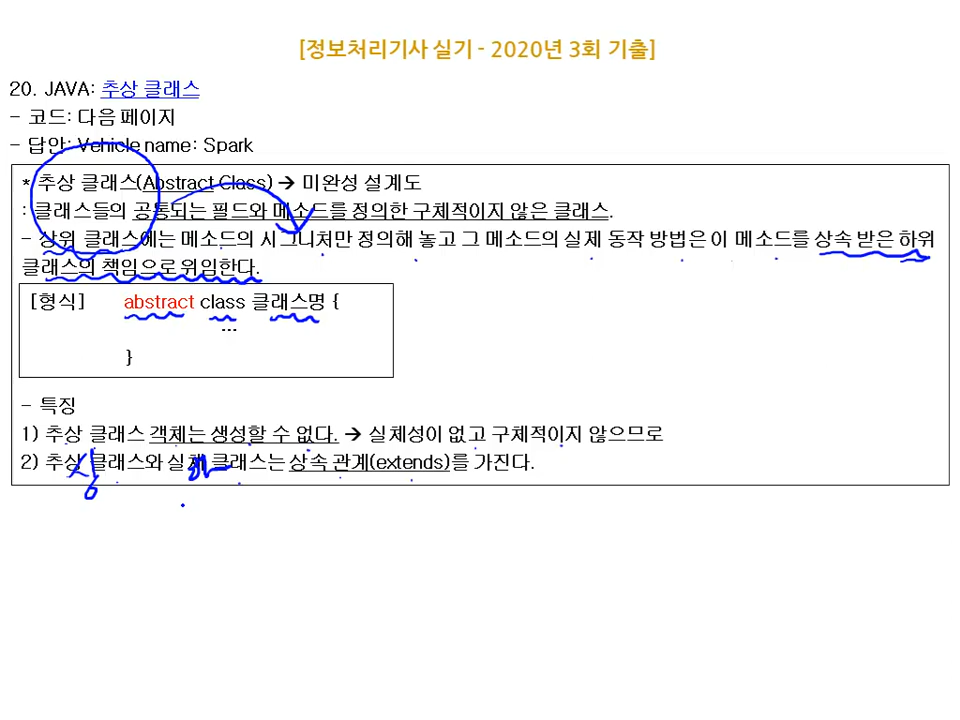 [정보처리기사 실기 - 2020년 3회 기출]
20. JAVA: 추상 클래스
- 코드: 다음 페이지
- 답안: Vehicle name: Spark
* 추상 클래스(Abstract Class) → 미완성 설계도
: 클래스들의 공통되는 필드와 메소드를 정의한 구체적이지 않은 클래스.
- 상위 클래스에는 메소드의 시그니처만 정의해 놓고 그 메소드의 실제 동작 방법은 이 메소드를 상속 받은 하위
클래스의 책임으로 위임한다.
[형식] abstract class 클래스명 {
...
}
- 특징
1) 추상 클래스 객체는 생성할 수 없다. → 실체성이 없고 구체적이지 않으므로
2) 추상 클래스와 실체 클래스는 상속 관계(extends)를 가진다.
상 하